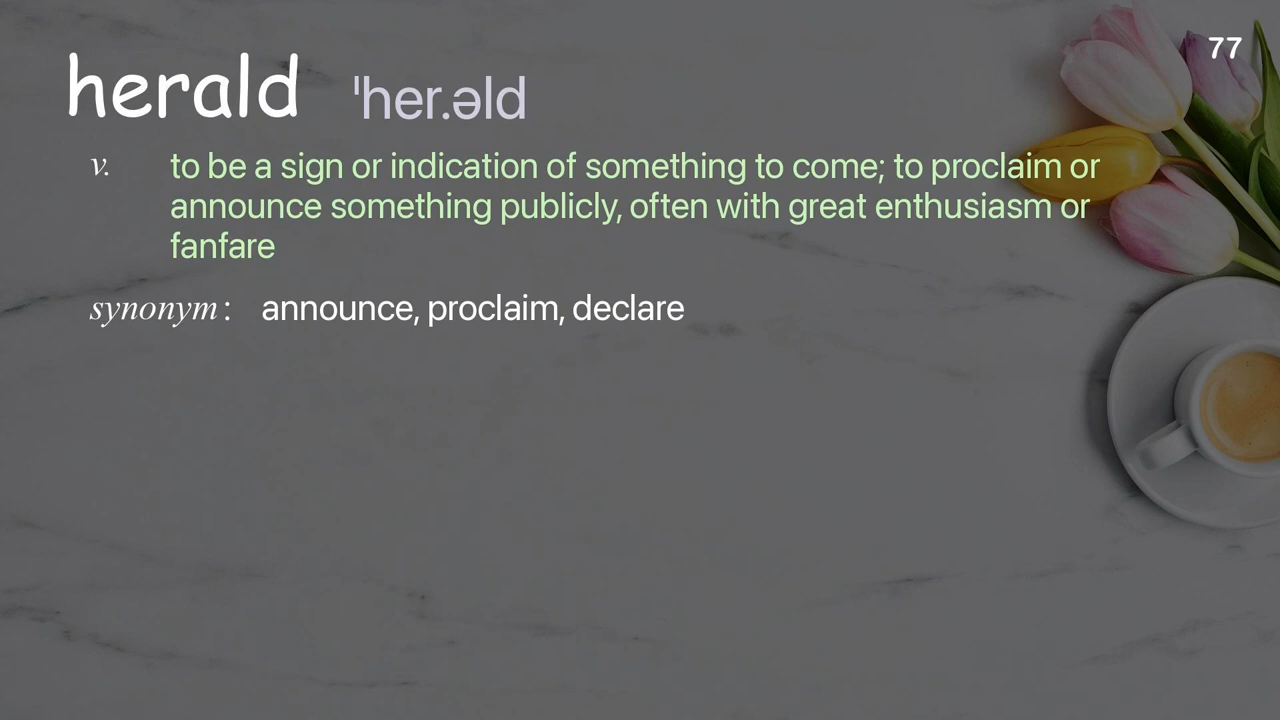 77
herald ˈher.əld
v. to be a sign or indication of something to come; to proclaim or
announce something publicly, often with great enthusiasm or
fanfare
synonym: announce, proclaim, declare